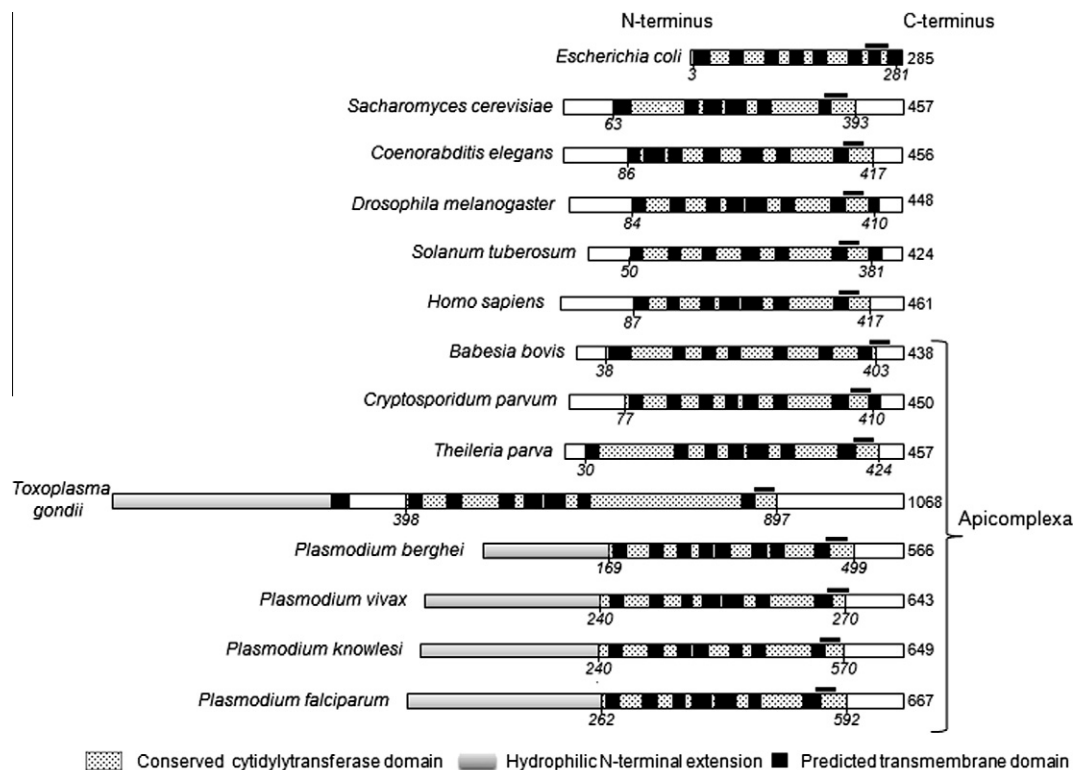 N-terminus C-terminus
Escherichia coli 285
3 281
Sacharomyces cerevisiae 457
63 393
Coenorabditis elegans 456
86 417
Drosophila melanogaster 448
84 410
Solanum tuberosum 424
50 381
Homo sapiens 461
87 417
Babesia bovis 438
38 403
Cryptosporidum parvum 450
77 410
Theileria parva 457
30 424
Toxoplasma
gondii 1068
398 897
Apicomplexa
Plasmodium berghei 566
169 499
Plasmodium vivax 643
240 270
Plasmodium knowlesi 649
240 570
Plasmodium falciparum 667
262 592
Conserved cytidylytransferase domain Hydrophilic N-terminal extension Predicted transmembrane domain